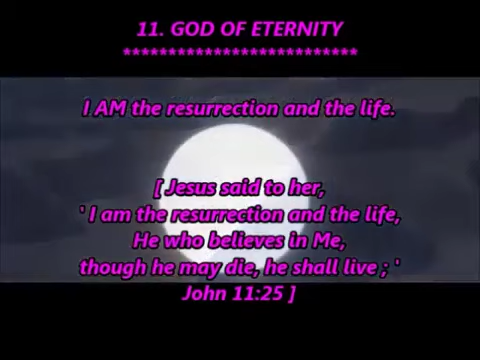 11. GOD OF ETERNITY
**************************
I AM the resurrection and the life.
[ Jesus said to her,
' I am the resurrection and the life,
He who believes in Me,
though he may die, he shall live ; '
John 11:25 ]